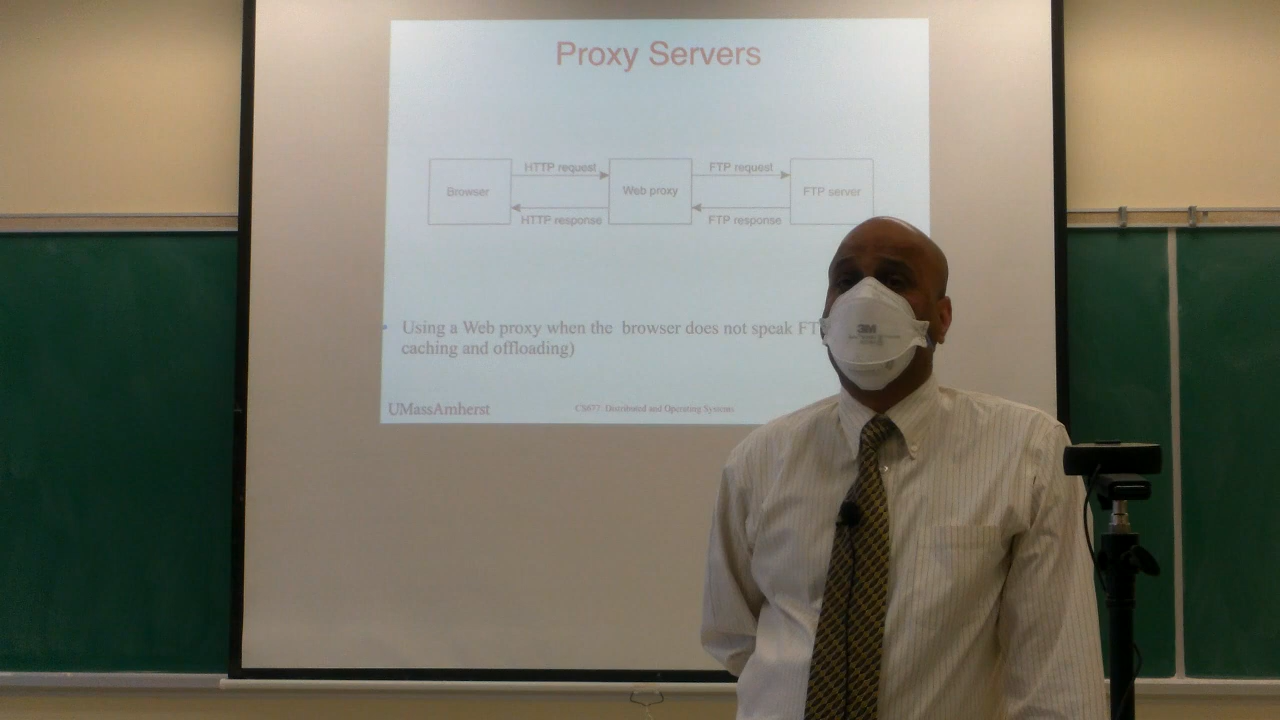 Proxy Servers
HTTP request
FTP request
Browser
Web proxy
FTP server
HTTP response
FTP response
Using a Web proxy when the browser does not speak FT
caching and offloading)
UMassAmherst
CS677: Distributed and Operating Systems
3M